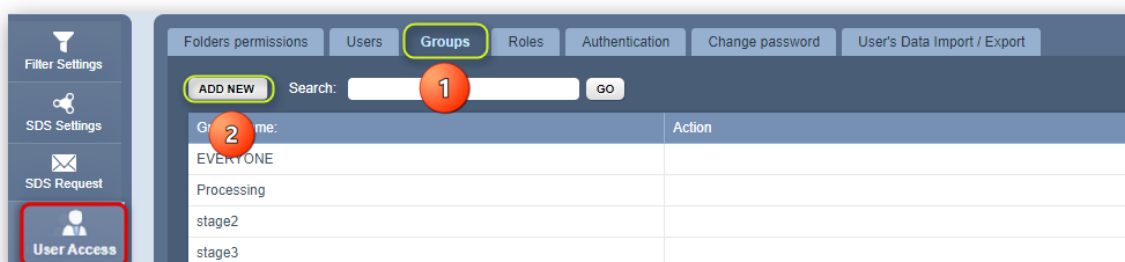 Filter Settings
SDS Settings
SDS Request
User Access
Folders permissions Users Groups Roles Authentication Change password User's Data Import / Export
ADD NEW Search: GO
1
2
Action
EVERYONE
Processing
stage2
stage3